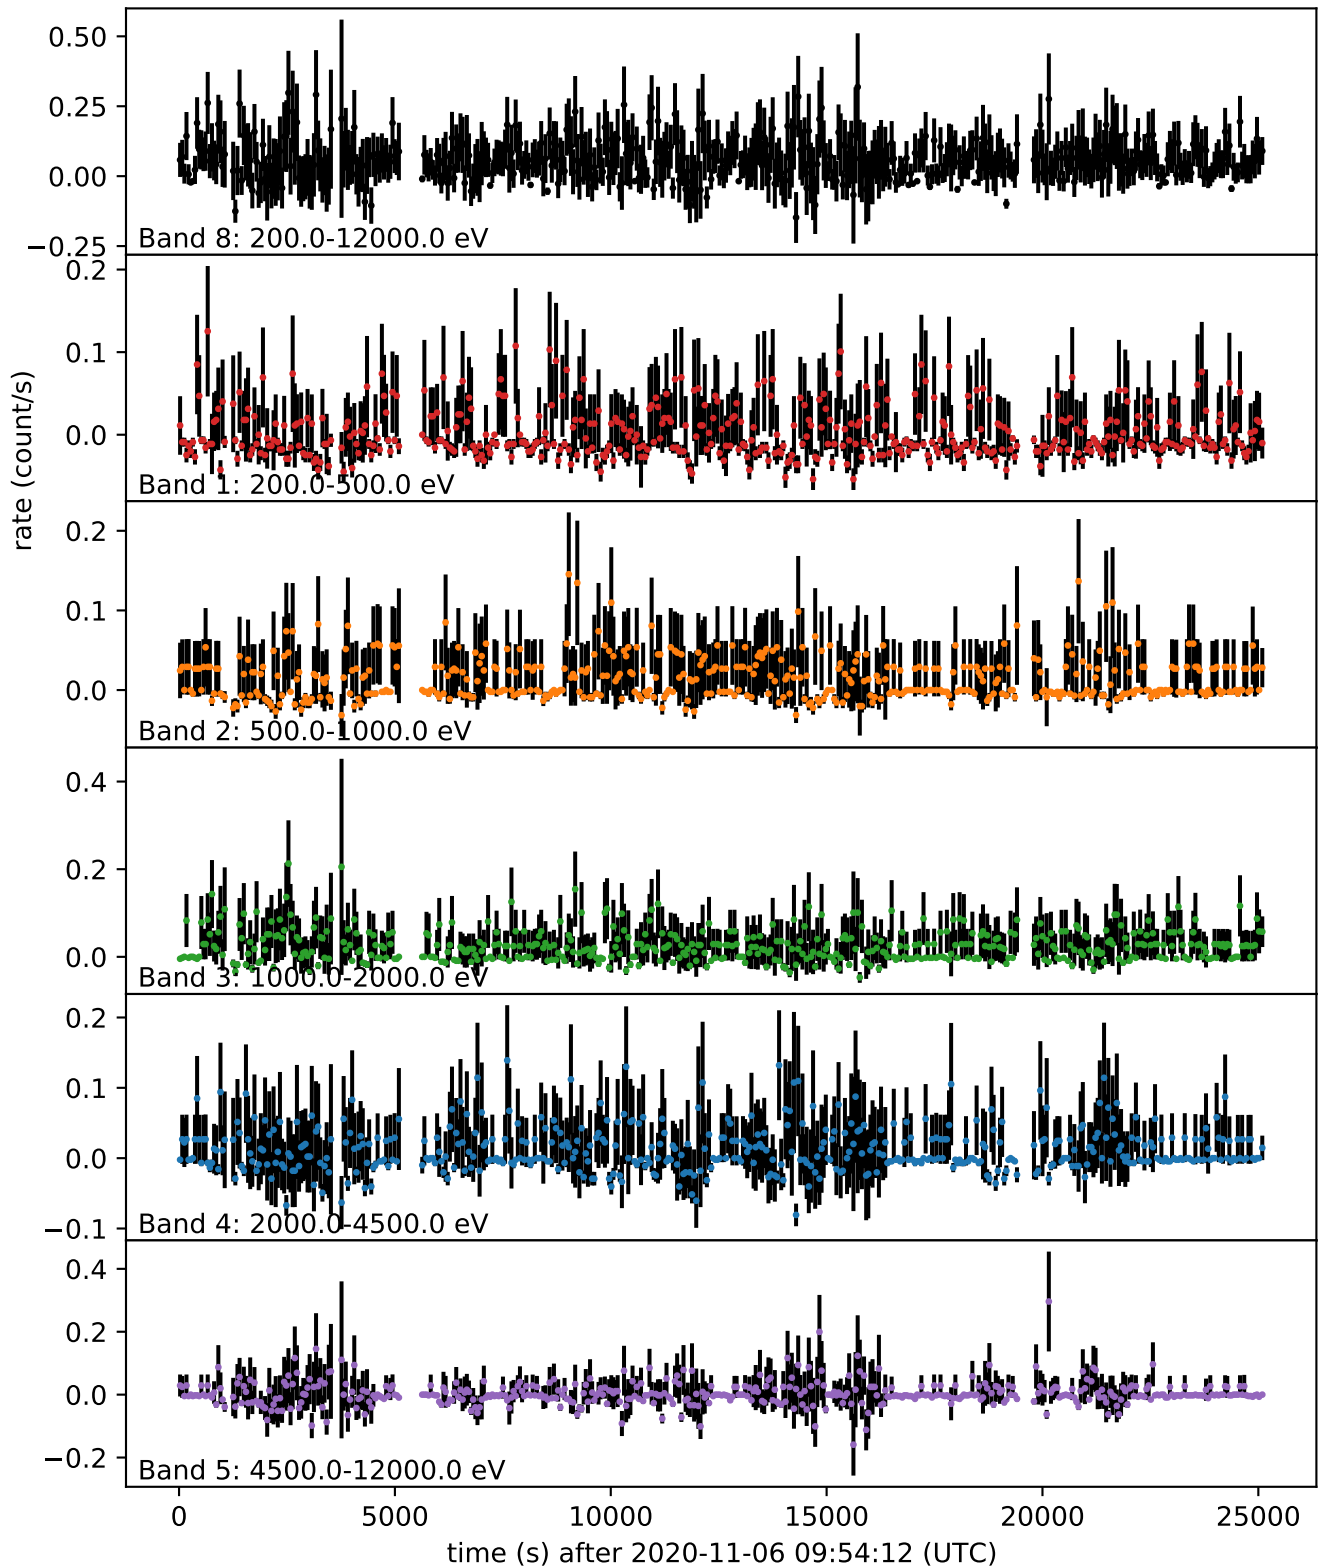 0.50
0.25
0.00
−0.25
Band 8: 200.0-12000.0 eV
0.2
0.1
0.0
Band 1: 200.0-500.0 eV
rate (count/s)
0.2
0.1
0.0
Band 2: 500.0-1000.0 eV
0.4
0.2
0.0
Band 3: 1000.0-2000.0 eV
0.2
0.1
0.0
−0.1
Band 4: 2000.0-4500.0 eV
0.4
0.2
0.0
−0.2
Band 5: 4500.0-12000.0 eV
0 5000 10000 15000 20000 25000
time (s) after 2020-11-06 09:54:12 (UTC)